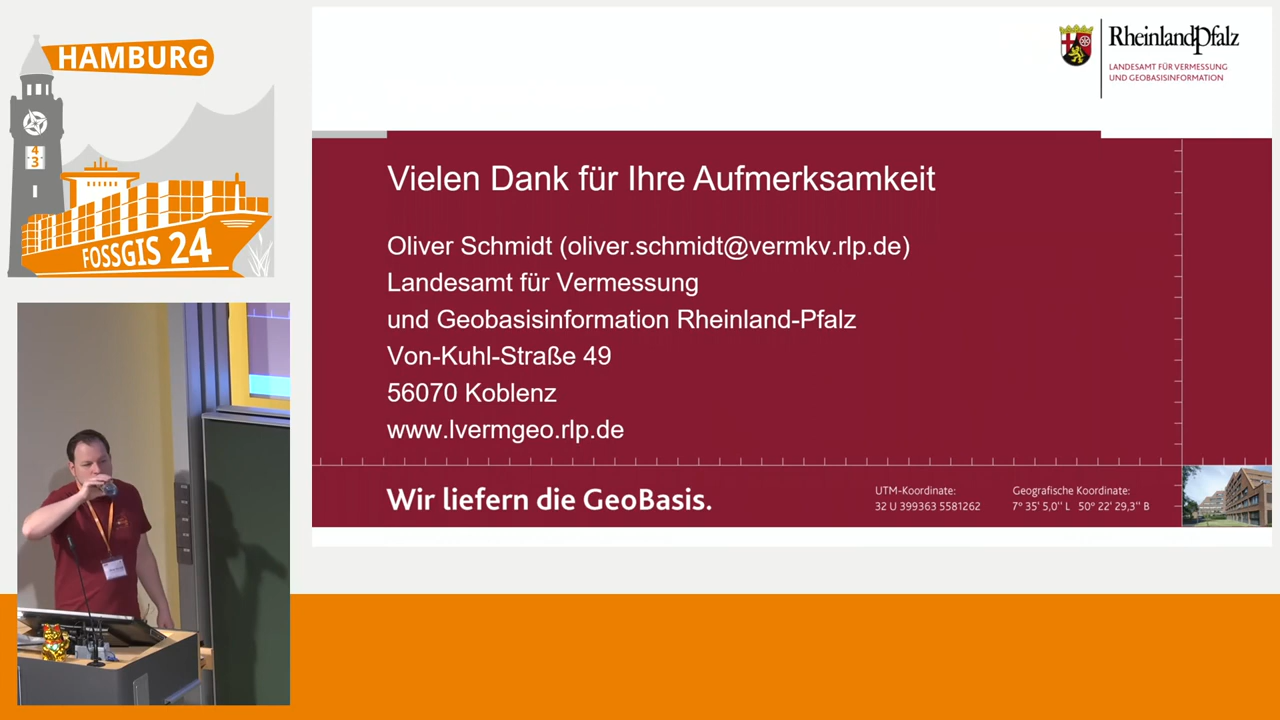 HAMBURG
4
3
FOSSGIS 24
RheinlandPfalz
LANDESAMT FÜR VERMESSUNG
UND GEOBASISINFORMATION
Vielen Dank für Ihre Aufmerksamkeit
Oliver Schmidt (oliver.schmidt@vermkv.rlp.de)
Landesamt für Vermessung
und Geobasisinformation Rheinland-Pfalz
Von-Kuhl-Straße 49
56070 Koblenz
www.lvermgeo.rlp.de
Wir liefern die GeoBasis.
UTM-Koordinate:
32 U 399363 5581262
Geografische Koordinate:
7° 35' 5,0'' L 50° 22' 29,3'' B